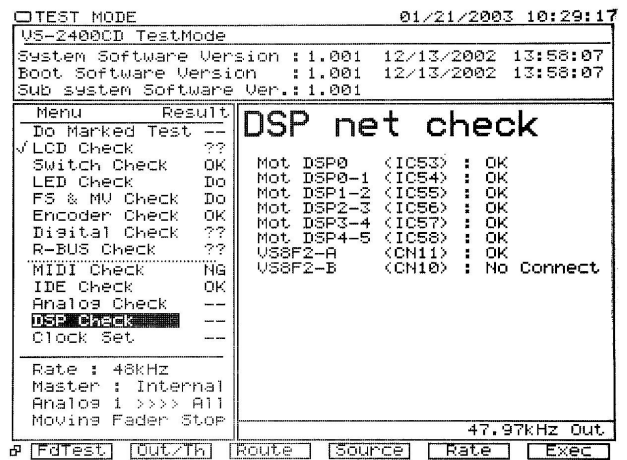 TEST MODE 01/21/2003 10:29:17
VS-2400CD TestMode
System Software Version :1.001 12/13/2002 13:58:07
Boot Software Version :1.001 12/13/2002 13:58:07
Sub system Software Ver.:1.001
Menu Result
Do Marked Test --
√LCD Check ??
Switch Check OK
LED Check Do
FS & MV Check Do
Encoder Check OK
Digital Check ??
R-BUS Check ??
MIDI Check NG
IDE Check OK
Analog Check --
DSP Check --
Clock Set --
Rate : 48kHz
Master : Internal
Analog 1 >>>> All
Moving Fader Stop
DSP net check
Mot DSP0 (IC53) : OK
Mot DSP0-1 (IC54) : OK
Mot DSP1-2 (IC55) : OK
Mot DSP2-3 (IC56) : OK
Mot DSP3-4 (IC57) : OK
Mot DSP4-5 (IC58) : OK
VS8F2-A (CN11) : OK
VS8F2-B (CN10) : No Connect
47.97kHz Out
FdTest Out/Th Route Source Rate Exec